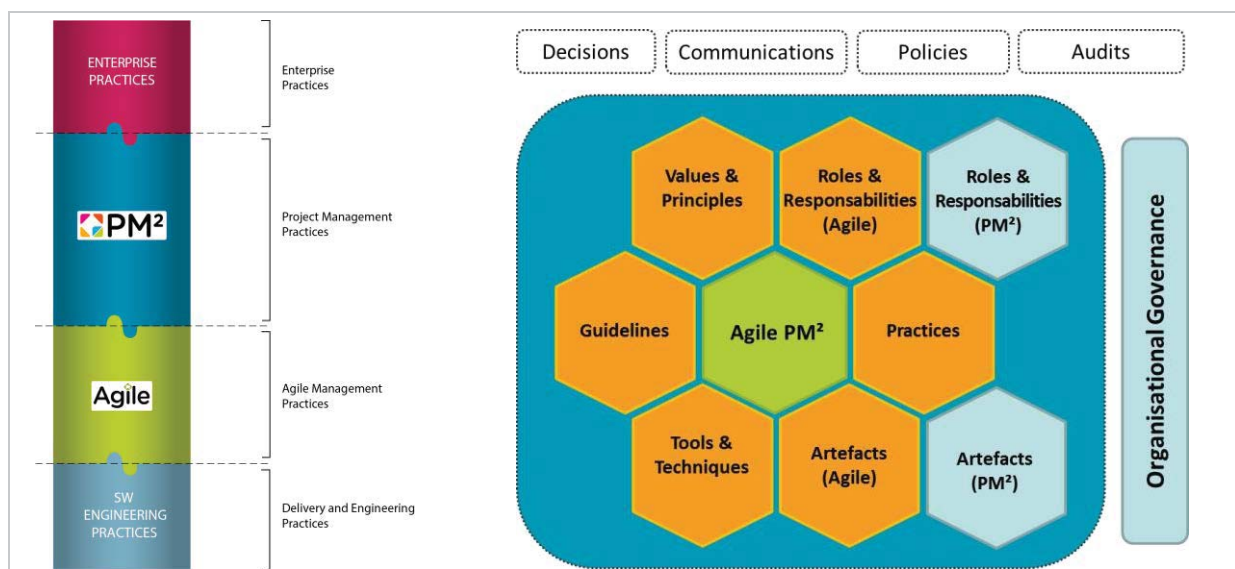 ENTERPRISE
PRACTICES
Enterprise
Practices
PM²
Project Management
Practices
Agile
Agile Management
Practices
SW
ENGINEERING
PRACTICES
Delivery and Engineering
Practices
Decisions
Communications
Policies
Audits
Values &
Principles
Roles &
Responsabilities
(Agile)
Roles &
Responsabilities
(PM²)
Guidelines
Agile PM²
Practices
Tools &
Techniques
Artefacts
(Agile)
Artefacts
(PM²)
Organisational Governance